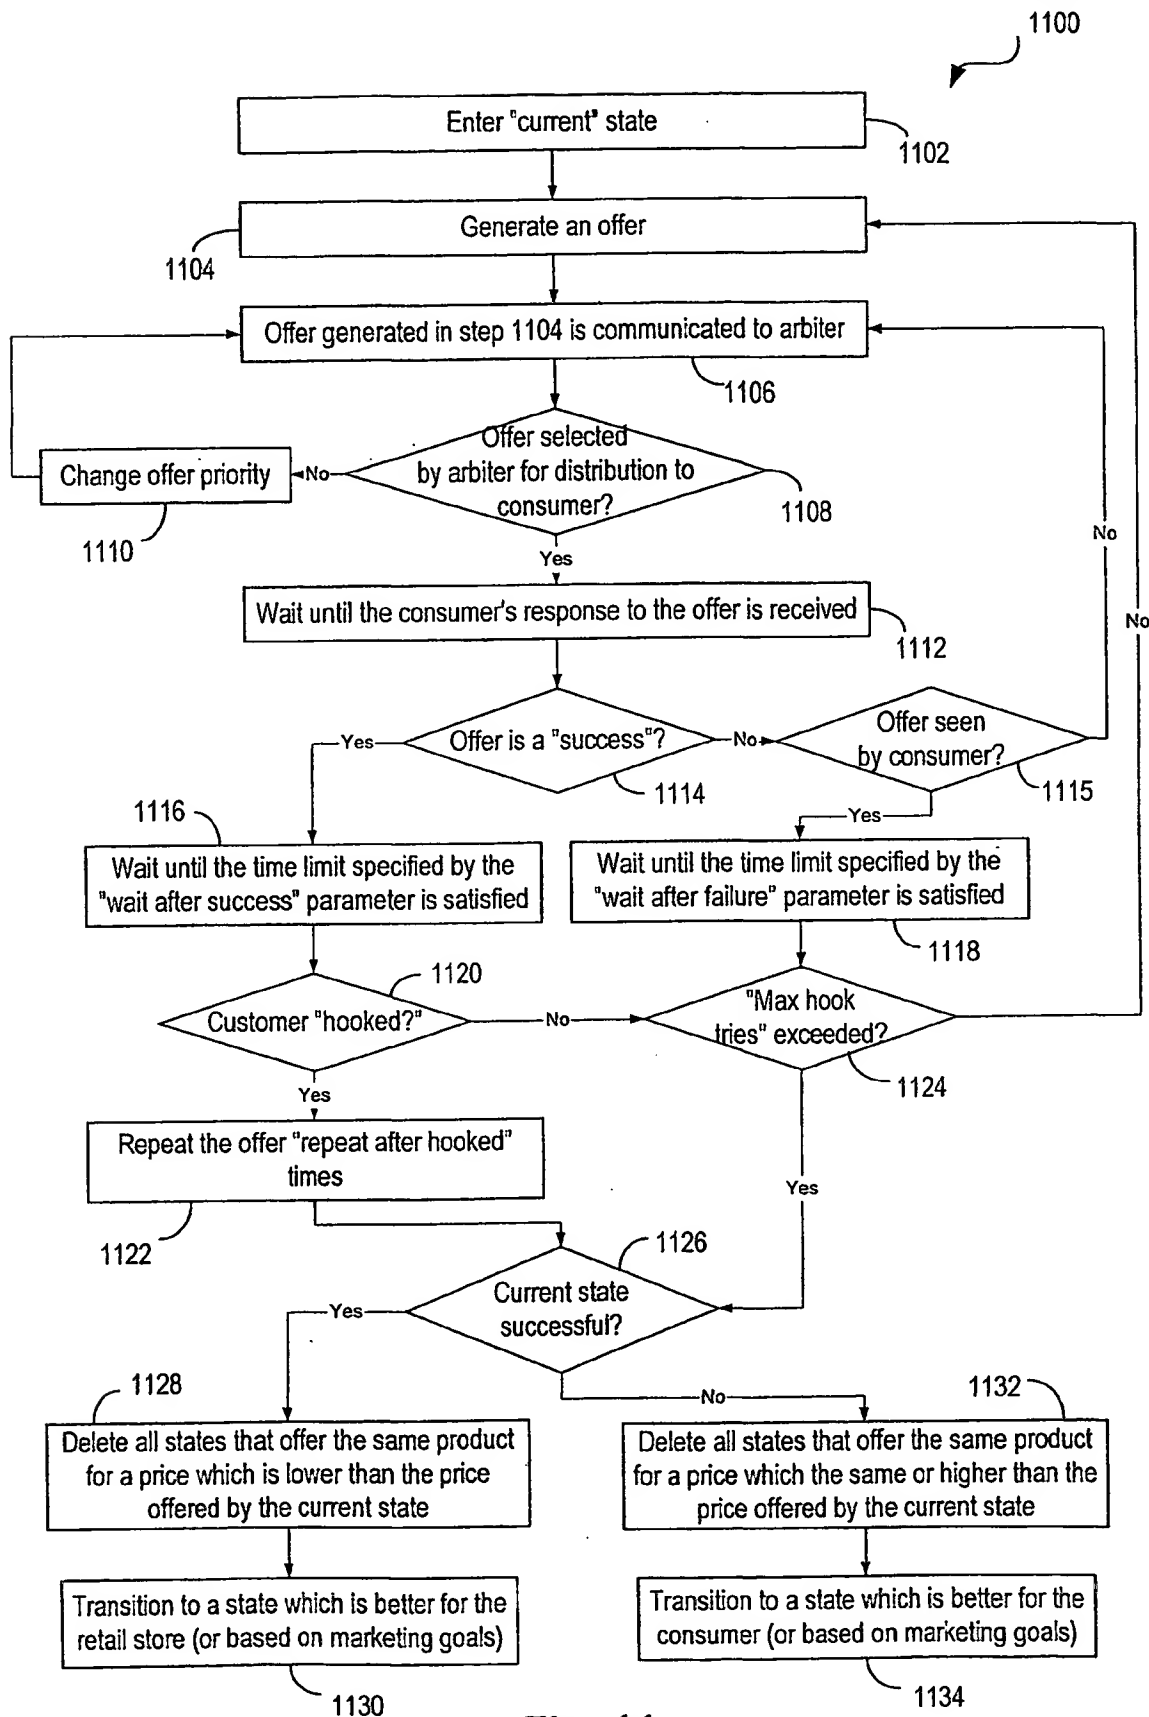 1100
Enter "current" state
1102
Generate an offer
1104
Offer generated in step 1104 is communicated to arbiter
1106
Offer selected
by arbiter for distribution to
consumer?
1108
No
Change offer priority
1110
Yes
No
No
Wait until the consumer's response to the offer is received
1112
Offer is a "success"?
1114
Yes
No
Offer seen
by consumer?
1115
Yes
1116
Wait until the time limit specified by the
"wait after success" parameter is satisfied
Wait until the time limit specified by the
"wait after failure" parameter is satisfied
1118
1120
Customer "hooked?"
No
"Max hook
tries" exceeded?
1124
Yes
Repeat the offer "repeat after hooked"
times
1122
Yes
1126
Current state
successful?
Yes
No
1128
Delete all states that offer the same product
for a price which is lower than the price
offered by the current state
1132
Delete all states that offer the same product
for a price which the same or higher than the
price offered by the current state
Transition to a state which is better for the
retail store (or based on marketing goals)
1130
Transition to a state which is better for the
consumer (or based on marketing goals)
1134